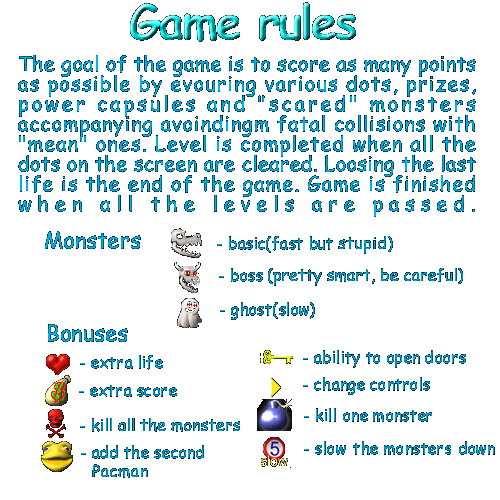 Game rules
The goal of the game is to score as many points
as possible by evouring various dots, prizes,
power capsules and "scared" monsters
accompanying avoindingm fatal collisions with
"mean" ones. Level is completed when all the
dots on the screen are cleared. Loosing the last
life is the end of the game. Game is finished
when all the levels are passed.
Monsters
- basic(fast but stupid)
- boss (pretty smart, be careful)
- ghost(slow)
Bonuses
- extra life
- extra score
- kill all the monsters
- add the second
Pacman
- ability to open doors
- change controls
- kill one monster
5
SLOW
- slow the monsters down